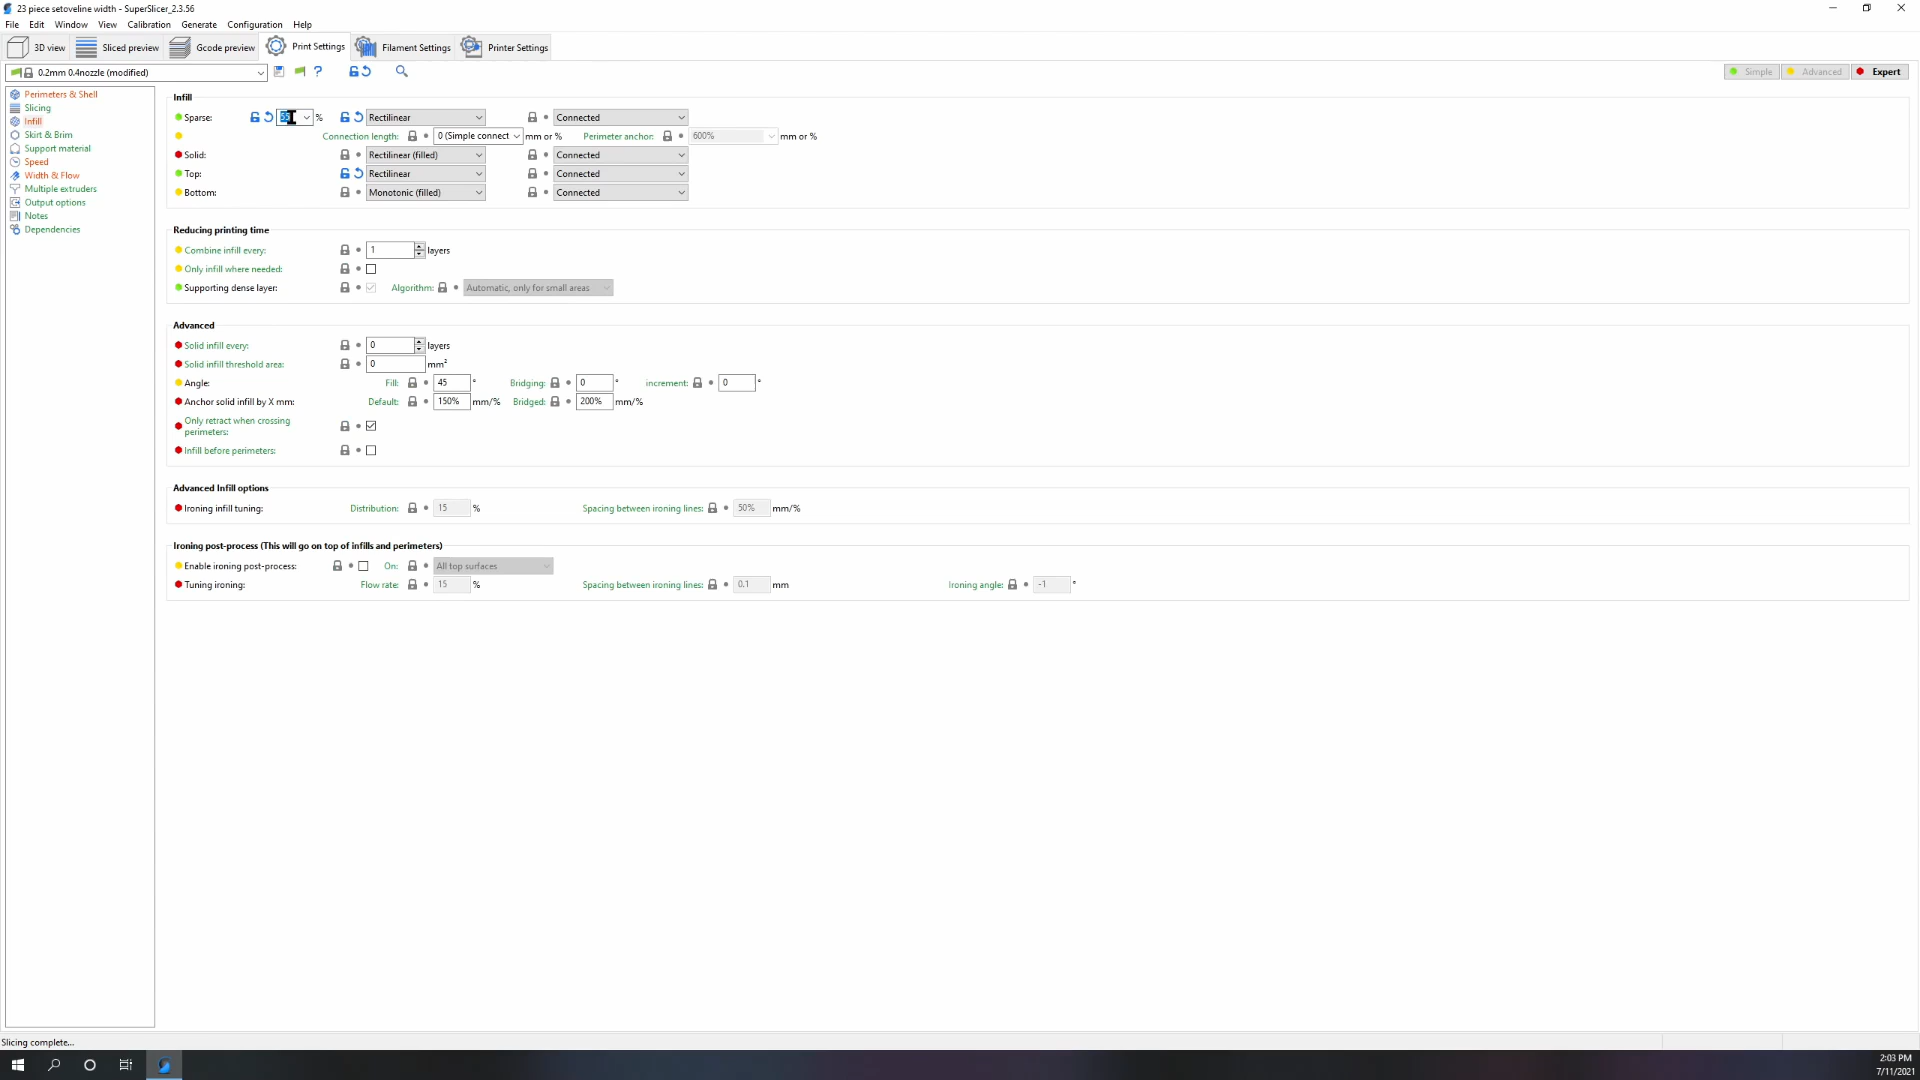 23 piece setoveline width - SuperSlicer_2.3.56
File Edit Window View Calibration Generate Configuration Help
3D view Sliced preview Gcode preview Print Settings Filament Settings Printer Settings
0.2mm 0.4nozzle (modified) ? Simple Advanced Expert
Perimeters & Shell
Slicing
Infill
Skirt & Brim
Support material
Speed
Width & Flow
Multiple extruders
Output options
Notes
Dependencies
Infill
Sparse: % Rectilinear Connected
Connection length: 0 (Simple connect mm or % Perimeter anchor: 600% mm or %
Solid: Rectilinear (filled) Connected
Top: Rectilinear Connected
Bottom: Monotonic (filled) Connected
Reducing printing time
Combine infill every: 1 layers
Only infill where needed:
Supporting dense layer: Algorithm: Automatic, only for small areas
Advanced
Solid infill every: 0 layers
Solid infill threshold area: 0 mm²
Angle: Fill: 45 ° Bridging: 0 ° increment: 0 °
Anchor solid infill by X mm: Default: 150% mm/% Bridged: 200% mm/%
Only retract when crossing
perimeters:
Infill before perimeters:
Advanced Infill options
Ironing infill tuning: Distribution: 15 % Spacing between ironing lines: 50% mm/%
Ironing post-process (This will go on top of infills and perimeters)
Enable ironing post-process: On: All top surfaces
Tuning ironing: Flow rate: 15 % Spacing between ironing lines: 0.1 mm Ironing angle: -1 °
Slicing complete...
2:03 PM
7/11/2021